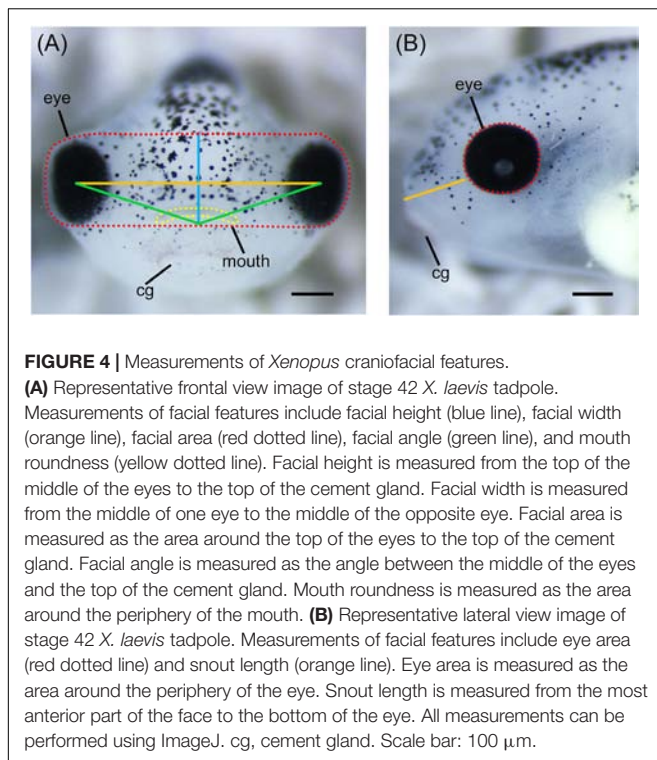 (A)
(B)
eye
eye
mouth
cg
cg
FIGURE 4 | Measurements of Xenopus craniofacial features.
(A) Representative frontal view image of stage 42 X. laevis tadpole.
Measurements of facial features include facial height (blue line), facial width
(orange line), facial area (red dotted line), facial angle (green line), and mouth
roundness (yellow dotted line). Facial height is measured from the top of the
middle of the eyes to the top of the cement gland. Facial width is measured
from the middle of one eye to the middle of the opposite eye. Facial area is
measured as the area around the top of the eyes to the top of the cement
gland. Facial angle is measured as the angle between the middle of the eyes
and the top of the cement gland. Mouth roundness is measured as the area
around the periphery of the mouth. (B) Representative lateral view image of
stage 42 X. laevis tadpole. Measurements of facial features include eye area
(red dotted line) and snout length (orange line). Eye area is measured as the
area around the periphery of the eye. Snout length is measured from the most
anterior part of the face to the bottom of the eye. All measurements can be
performed using ImageJ. cg, cement gland. Scale bar: 100 μm.